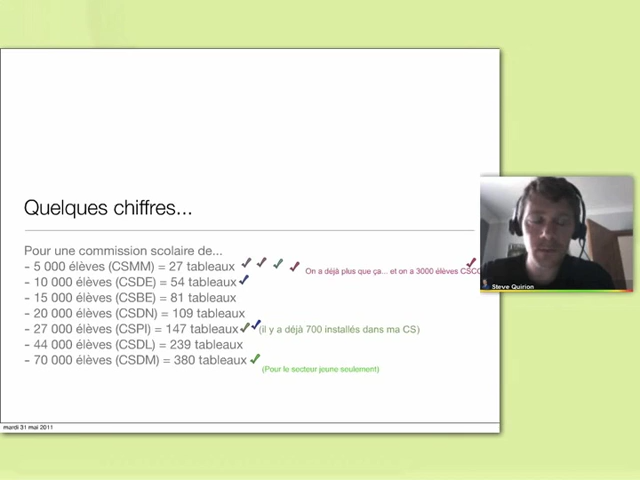 Quelques chiffres...
Pour une commission scolaire de...
- 5 000 élèves (CSMM) = 27 tableaux
On a déjà plus que ça... et on a 3000 élèves CSCC
- 10 000 élèves (CSDE) = 54 tableaux
- 15 000 élèves (CSBE) = 81 tableaux
- 20 000 élèves (CSDN) = 109 tableaux
- 27 000 élèves (CSPI) = 147 tableaux (il y a déjà 700 installés dans ma CS)
- 44 000 élèves (CSDL) = 239 tableaux
- 70 000 élèves (CSDM) = 380 tableaux
(Pour le secteur jeune seulement)
Steve Quirion
mardi 31 mai 2011